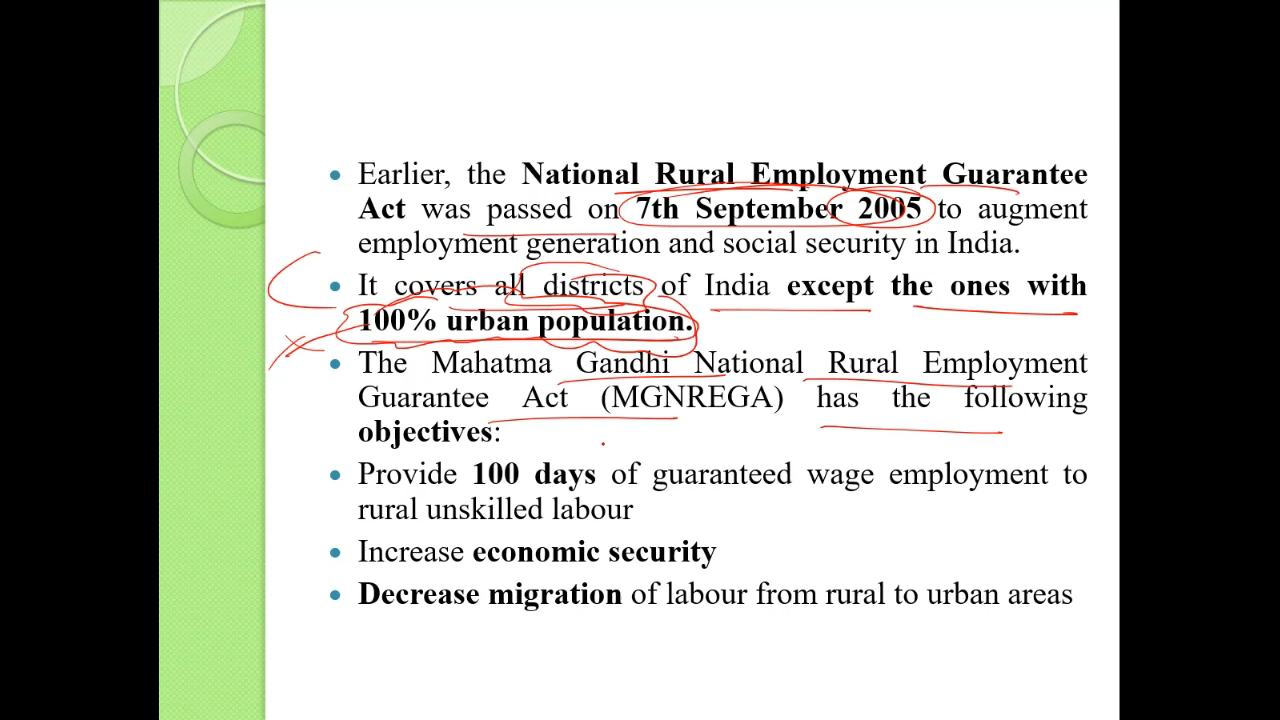 Earlier, the National Rural Employment Guarantee
Act was passed on 7th September 2005 to augment
employment generation and social security in India.
It covers all districts of India except the ones with
100% urban population.
The Mahatma Gandhi National Rural Employment
Guarantee Act (MGNREGA) has the following
objectives:
Provide 100 days of guaranteed wage employment to
rural unskilled labour
Increase economic security
Decrease migration of labour from rural to urban areas